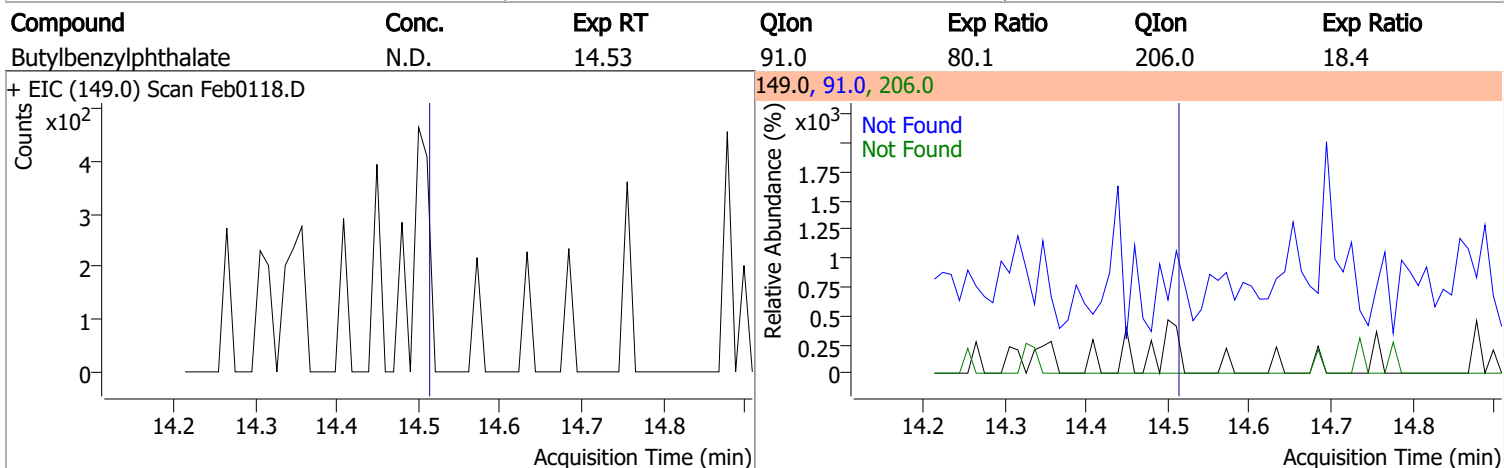 Compound Conc. Exp RT QIon Exp Ratio QIon Exp Ratio
Butylbenzylphthalate N.D. 14.53 91.0 80.1 206.0 18.4
+ EIC (149.0) Scan Feb0118.D
Counts
x10²
4
3
2
1
0
14.2 14.3 14.4 14.5 14.6 14.7 14.8
Acquisition Time (min)
149.0, 91.0, 206.0
Relative Abundance (%)
x10³
Not Found
Not Found
1.75
1.5
1.25
1
0.75
0.5
0.25
0
14.2 14.3 14.4 14.5 14.6 14.7 14.8
Acquisition Time (min)